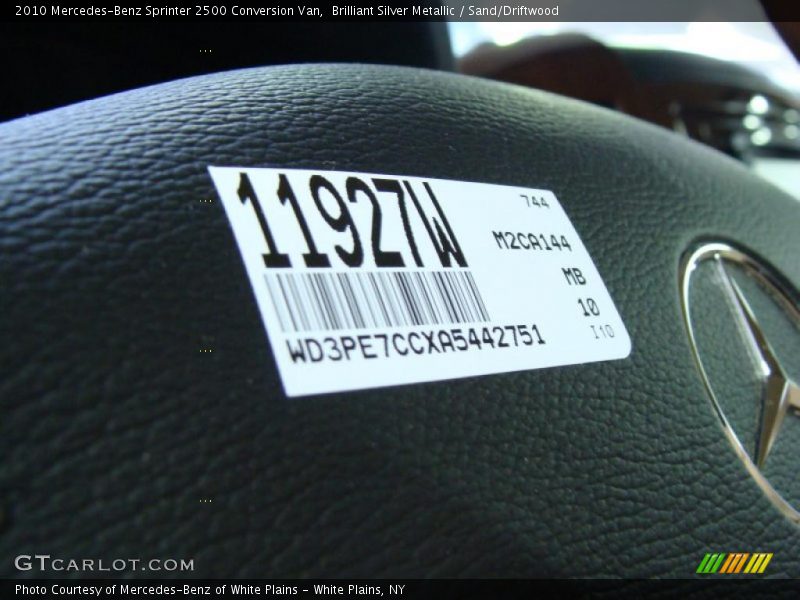 2010 Mercedes-Benz Sprinter 2500 Conversion Van,  Brilliant Silver Metallic / Sand/Driftwood
11927W
744
M2CA144
MB
10
I10
WD3PE7CCXA5442751
GTCARLOT.COM
Photo Courtesy of Mercedes-Benz of White Plains - White Plains, NY